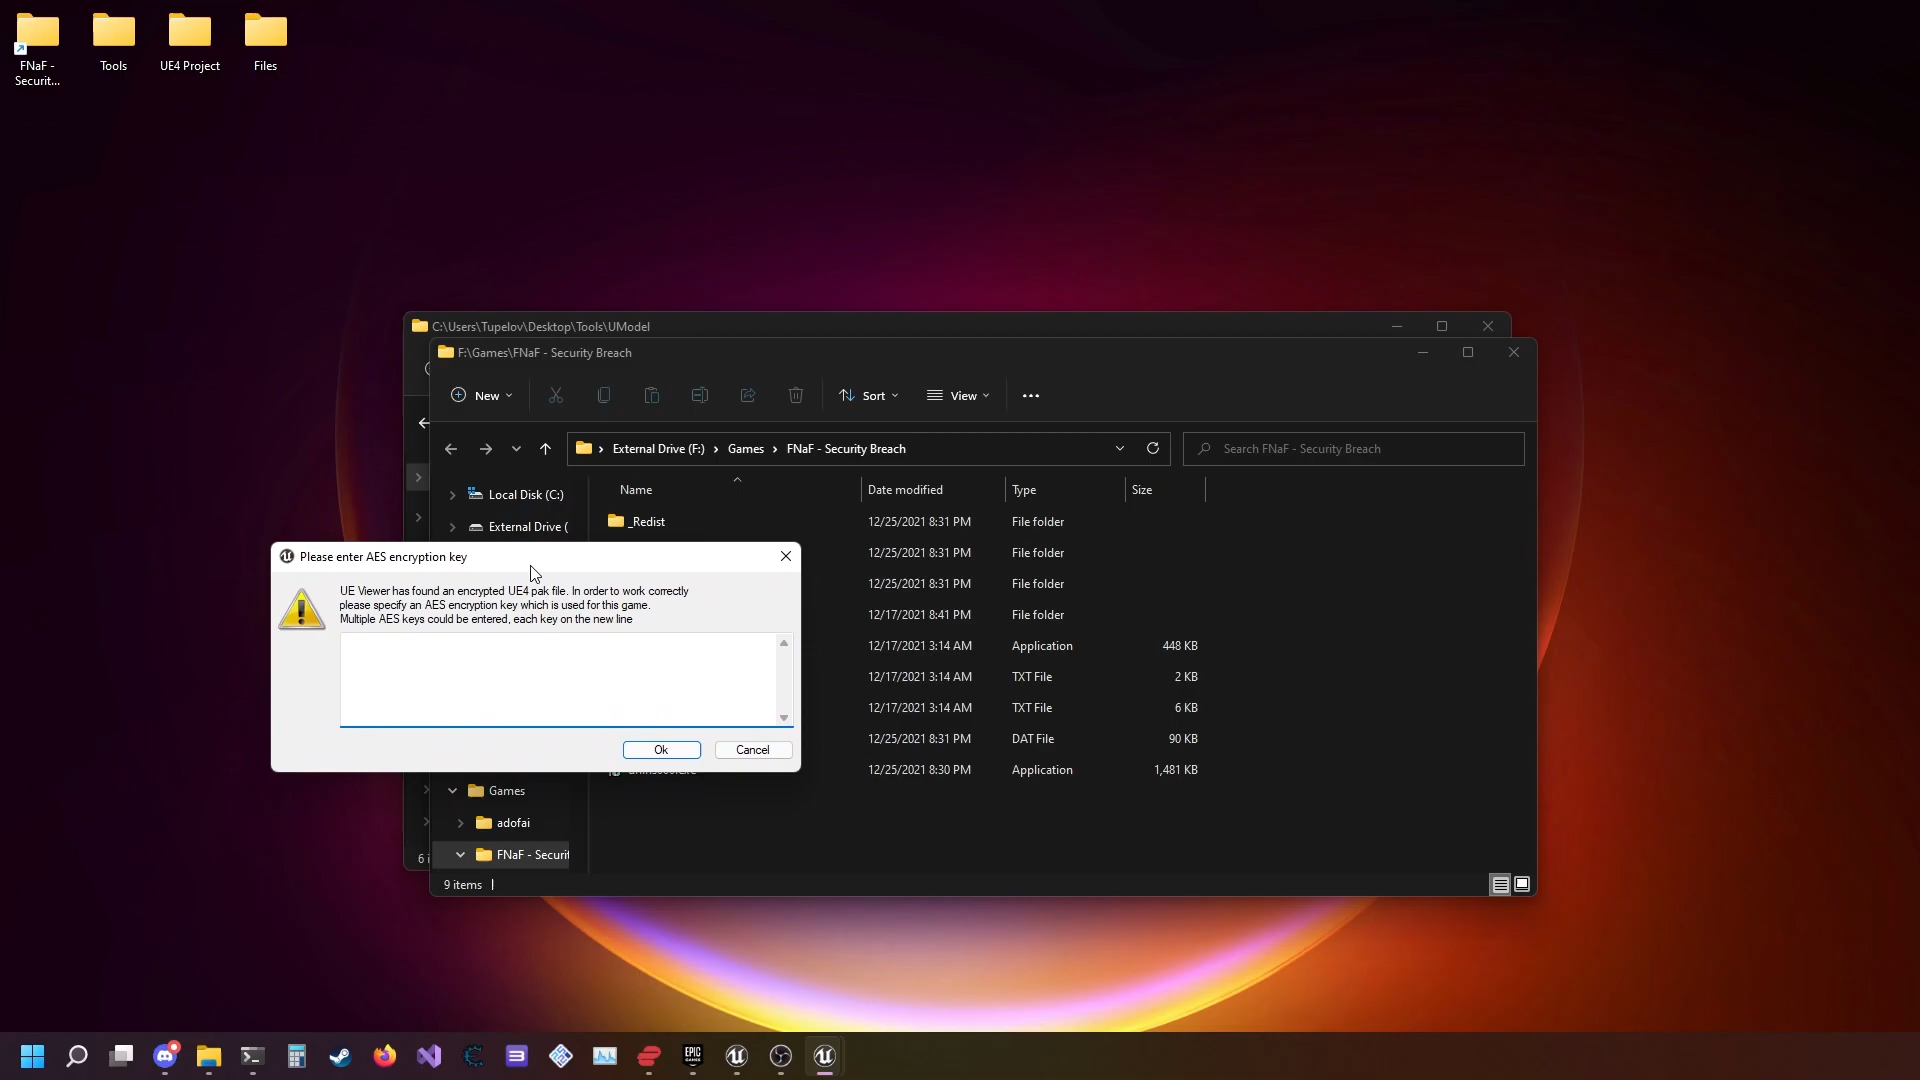 FNaF -
Securit...
Tools
UE4 Project
Files
C:\Users\Tupelov\Desktop\Tools\UModel
F:\Games\FNaF - Security Breach
New
Sort
View
External Drive (F:) › Games › FNaF - Security Breach
Search FNaF - Security Breach
Name
Date modified
Type
Size
Local Disk (C:)
External Drive (
_Redist
12/25/2021 8:31 PM
File folder
12/25/2021 8:31 PM
File folder
12/25/2021 8:31 PM
File folder
12/17/2021 8:41 PM
File folder
12/17/2021 3:14 AM
Application
448 KB
12/17/2021 3:14 AM
TXT File
2 KB
12/17/2021 3:14 AM
TXT File
6 KB
12/25/2021 8:31 PM
DAT File
90 KB
12/25/2021 8:30 PM
Application
1,481 KB
Please enter AES encryption key
UE Viewer has found an encrypted UE4 pak file. In order to work correctly
please specify an AES encryption key which is used for this game.
Multiple AES keys could be entered, each key on the new line
Ok
Cancel
Games
adofai
FNaF - Securit
6 i
9 items
EPIC
GAMES